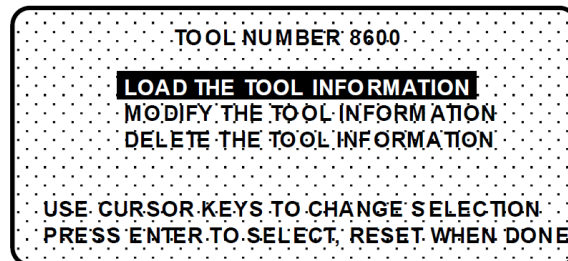 TOOL NUMBER 8600
LOAD THE TOOL INFORMATION
MODIFY THE TOOL INFORMATION
DELETE THE TOOL INFORMATION
USE CURSOR KEYS TO CHANGE SELECTION
PRESS ENTER TO SELECT, RESET WHEN DONE